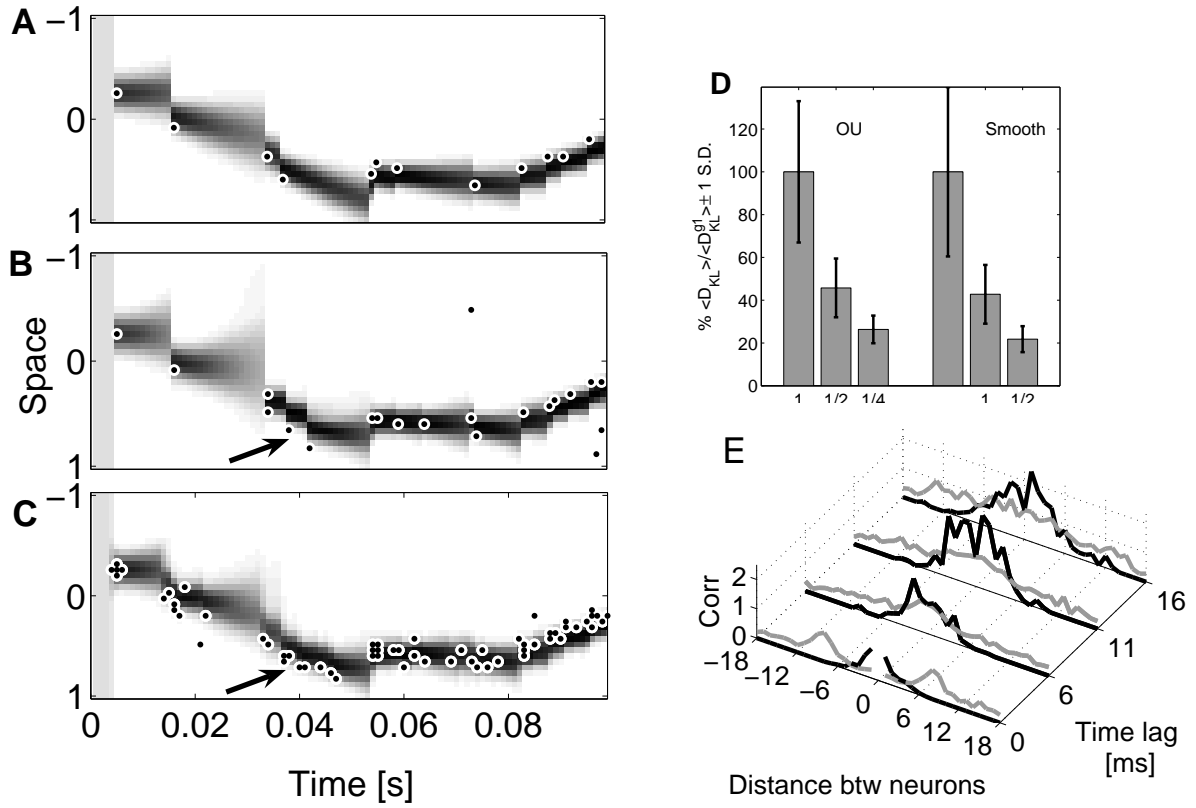 A
−1
0
1
B
−1
0
1
C
−1
0
1
Space
0 0.02 0.04 0.06 0.08
Time [s]
D
% <D_KL>/<D^g1_KL>± 1 S.D.
120
100
80
60
40
20
0
OU
Smooth
1 1/2 1/4
1 1/2
E
Corr
2
1
0
−18
−12
−6
0
6
12
18
0
6
11
16
Time lag
[ms]
Distance btw neurons